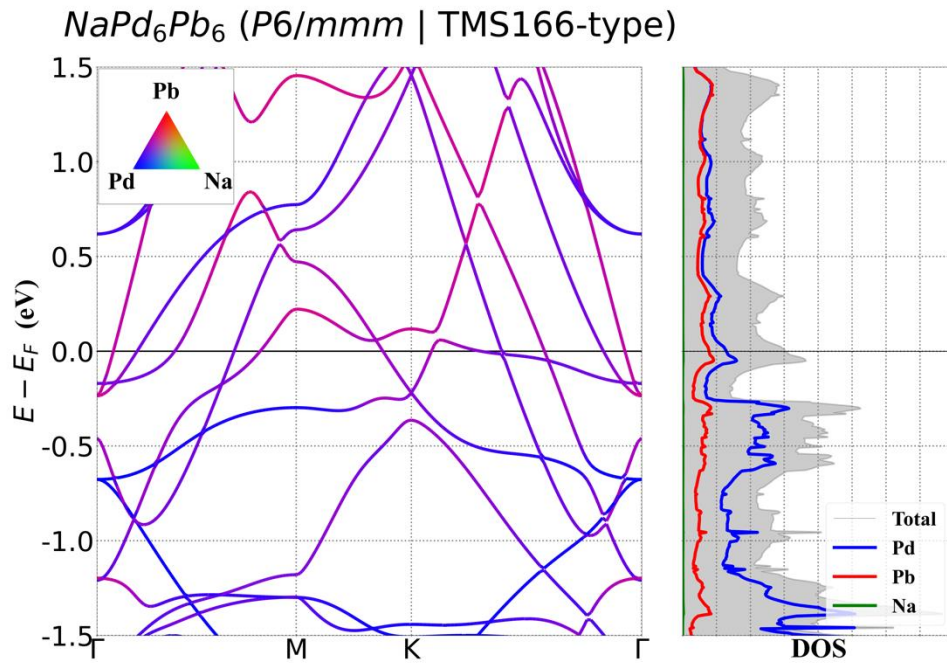 NaPd₆Pb₆ (P6/mmm | TMS166-type)
E − E_F (eV)
1.5
1.0
0.5
0.0
-0.5
-1.0
-1.5
Pb
Pd Na
Γ M K Γ
Total
Pd
Pb
Na
DOS